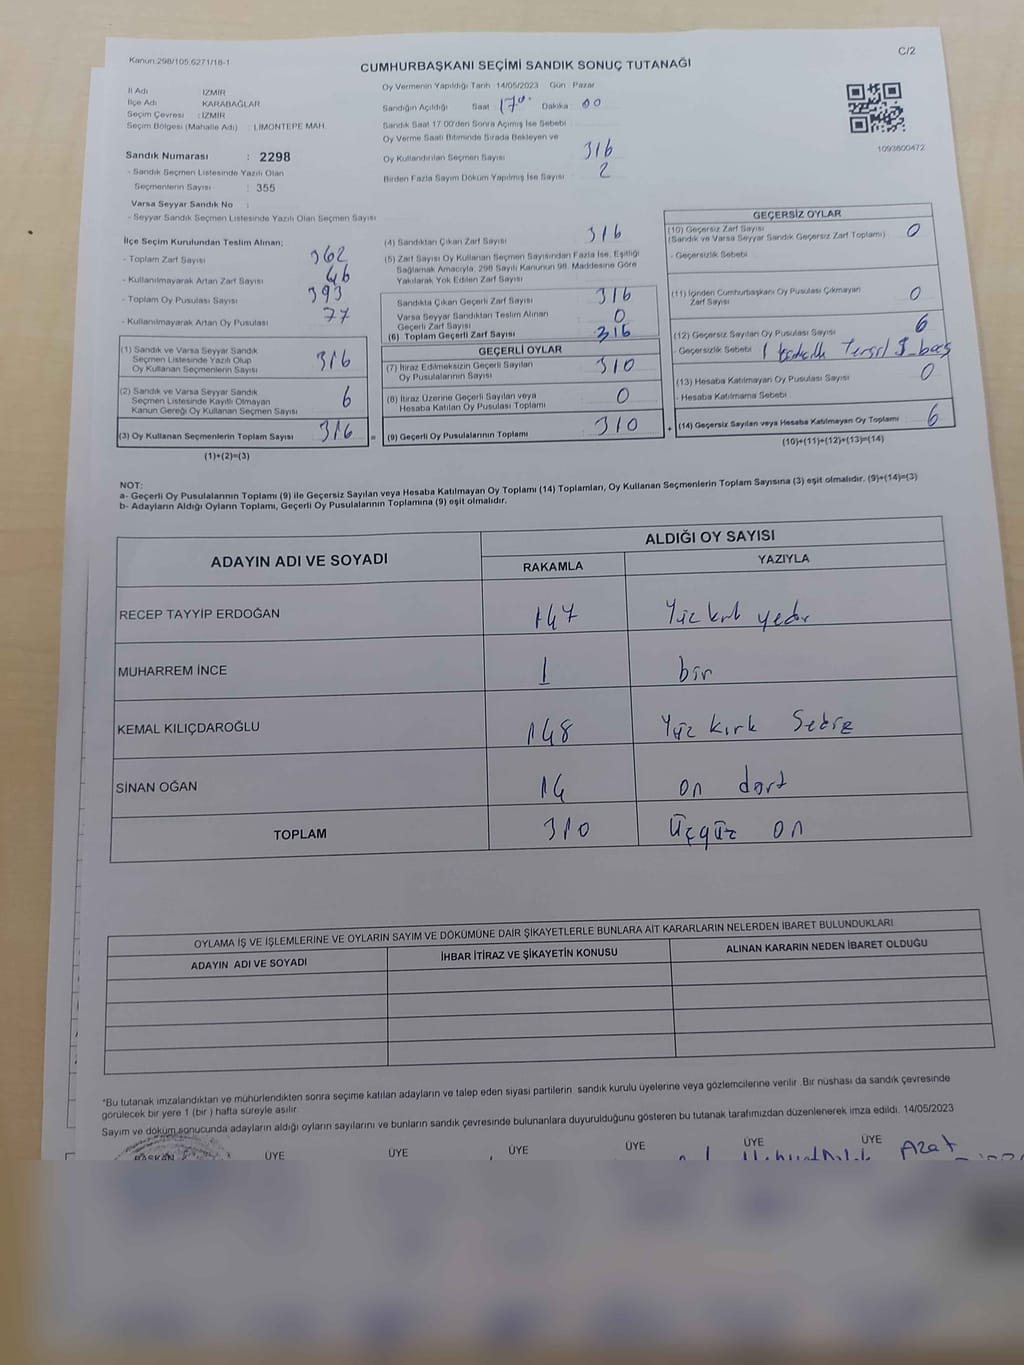 Kanun:298/105,6271/18-1
C/2
CUMHURBAŞKANI SEÇİMİ SANDIK SONUÇ TUTANAĞI
İl Adı İZMİR
İlçe Adı KARABAĞLAR
Seçim Çevresi : İZMİR
Seçim Bölgesi (Mahalle Adı) : LİMONTEPE MAH.
Sandık Numarası : 2298
- Sandık Seçmen Listesinde Yazılı Olan
Seçmenlerin Sayısı : 355
Varsa Seyyar Sandık No :
- Seyyar Sandık Seçmen Listesinde Yazılı Olan Seçmen Sayısı
Oy Vermenin Yapıldığı Tarih 14/05/2023 Gün : Pazar
Sandığın Açıldığı Saat 17 Dakika : 00
Sandık Saat 17:00'den Sonra Açımış İse Sebebi
Oy Verme Saati Bitiminde Sırada Bekleyen ve
Oy Kullandırılan Seçmen Sayısı 316
Birden Fazla Sayım Döküm Yapılmış İse Sayısı : 2
1093600472
İlçe Seçim Kurulundan Teslim Alınan;
- Toplam Zarf Sayısı 362
- Kullanılmayarak Artan Zarf Sayısı 46
- Toplam Oy Pusulası Sayısı 393
- Kullanılmayarak Artan Oy Pusulası 77
(1) Sandık ve Varsa Seyyar Sandık
Seçmen Listesinde Yazılı Olup
Oy Kullanan Seçmenlerin Sayısı 316
(2) Sandık ve Varsa Seyyar Sandık
Seçmen Listesinde Kayıtlı Olmayan
Kanun Gereği Oy Kullanan Seçmen Sayısı 6
(3) Oy Kullanan Seçmenlerin Toplam Sayısı 316 =
(1)+(2)=(3)
(4) Sandıktan Çıkan Zarf Sayısı 316
(5) Zarf Sayısı Oy Kullanan Seçmen Sayısından Fazla İse, Eşitliği
Sağlamak Amacıyla, 298 Sayılı Kanunun 98. Maddesine Göre
Yakılarak Yok Edilen Zarf Sayısı
Sandıkta Çıkan Geçerli Zarf Sayısı 316
Varsa Seyyar Sandıktan Teslim Alınan
Geçerli Zarf Sayısı 0
(6) Toplam Geçerli Zarf Sayısı 316
GEÇERLİ OYLAR
(7) İtiraz Edilmeksizin Geçerli Sayılan
Oy Pusulalarının Sayısı 310
(8) İtiraz Üzerine Geçerli Sayılan veya
Hesaba Katılan Oy Pusulası Toplamı 0
(9) Geçerli Oy Pusulalarının Toplamı 310 +
GEÇERSİZ OYLAR
(10) Geçersiz Zarf Sayısı 0
(Sandık ve Varsa Seyyar Sandık Geçersiz Zarf Toplamı)
- Geçersizlik Sebebi
(11) İçinden Cumhurbaşkanı Oy Pusulası Çıkmayan
Zarf Sayısı 0
(12) Geçersiz Sayılan Oy Pusulası Sayısı 6
- Geçersizlik Sebebi
(13) Hesaba Katılmayan Oy Pusulası Sayısı 0
- Hesaba Katılmama Sebebi
(14) Geçersiz Sayılan veya Hesaba Katılmayan Oy Toplamı 6
(10)+(11)+(12)+(13)=(14)
NOT:
a- Geçerli Oy Pusulalarının Toplamı (9) ile Geçersiz Sayılan veya Hesaba Katılmayan Oy Toplamı (14) Toplamları, Oy Kullanan Seçmenlerin Toplam Sayısına (3) eşit olmalıdır. (9)+(14)=(3)
b- Adayların Aldığı Oyların Toplamı, Geçerli Oy Pusulalarının Toplamına (9) eşit olmalıdır.
ADAYIN ADI VE SOYADI
ALDIĞI OY SAYISI
RAKAMLA YAZIYLA
RECEP TAYYİP ERDOĞAN 147 Yüz kırk yedi
MUHARREM İNCE 1 bir
KEMAL KILIÇDAROĞLU 148 Yüz kırk Sekiz
SİNAN OĞAN 14 on dört
TOPLAM 310 Üçyüz on
OYLAMA İŞ VE İŞLEMLERİNE VE OYLARIN SAYIM VE DÖKÜMÜNE DAİR ŞİKAYETLERLE BUNLARA AİT KARARLARIN NELERDEN İBARET BULUNDUKLARI
ADAYIN ADI VE SOYADI İHBAR İTİRAZ VE ŞİKAYETİN KONUSU ALINAN KARARIN NEDEN İBARET OLDUĞU
*Bu tutanak imzalandıktan ve mühürlendikten sonra seçime katılan adayların ve talep eden siyasi partilerin sandık kurulu üyelerine veya gözlemcilerine verilir .Bir nüshası da sandık çevresinde
görülecek bir yere 1 (bir ) hafta süreyle asılır.
Sayım ve döküm sonucunda adayların aldığı oyların sayılarını ve bunların sandık çevresinde bulunanlara duyurulduğunu gösteren bu tutanak tarafımızdan düzenlenerek imza edildi. 14/05/2023
BAŞKAN ÜYE ÜYE ÜYE ÜYE ÜYE ÜYE
Azat